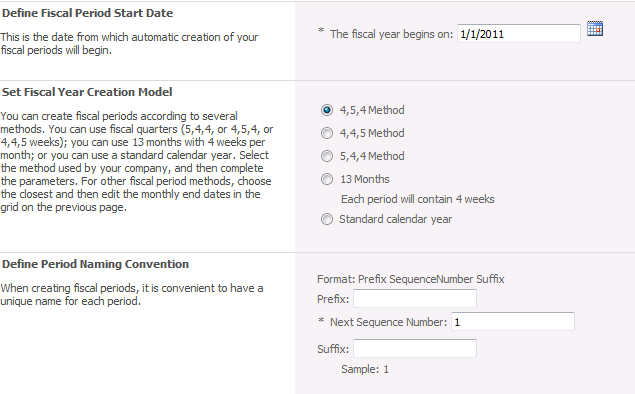 Define Fiscal Period Start Date
This is the date from which automatic creation of your
fiscal periods will begin.
* The fiscal year begins on: 1/1/2011
Set Fiscal Year Creation Model
You can create fiscal periods according to several
methods. You can use fiscal quarters (5,4,4, or 4,5,4, or
4,4,5 weeks); you can use 13 months with 4 weeks per
month; or you can use a standard calendar year. Select
the method used by your company, and then complete
the parameters. For other fiscal period methods, choose
the closest and then edit the monthly end dates in the
grid on the previous page.
4,5,4 Method
4,4,5 Method
5,4,4 Method
13 Months
Each period will contain 4 weeks
Standard calendar year
Define Period Naming Convention
When creating fiscal periods, it is convenient to have a
unique name for each period.
Format: Prefix SequenceNumber Suffix
Prefix:
* Next Sequence Number: 1
Suffix:
Sample: 1